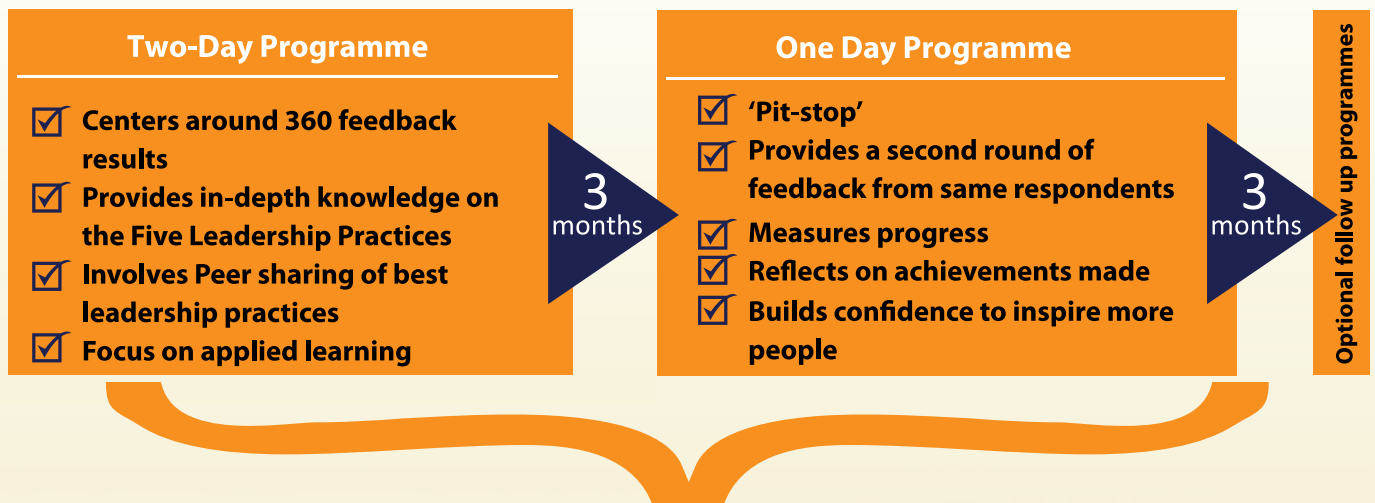 Two-Day Programme
Centers around 360 feedback
results
Provides in-depth knowledge on
the Five Leadership Practices
Involves Peer sharing of best
leadership practices
Focus on applied learning
3
months
One Day Programme
‘Pit-stop’
Provides a second round of
feedback from same respondents
Measures progress
Reflects on achievements made
Builds confidence to inspire more
people
3
months
Optional follow up programmes